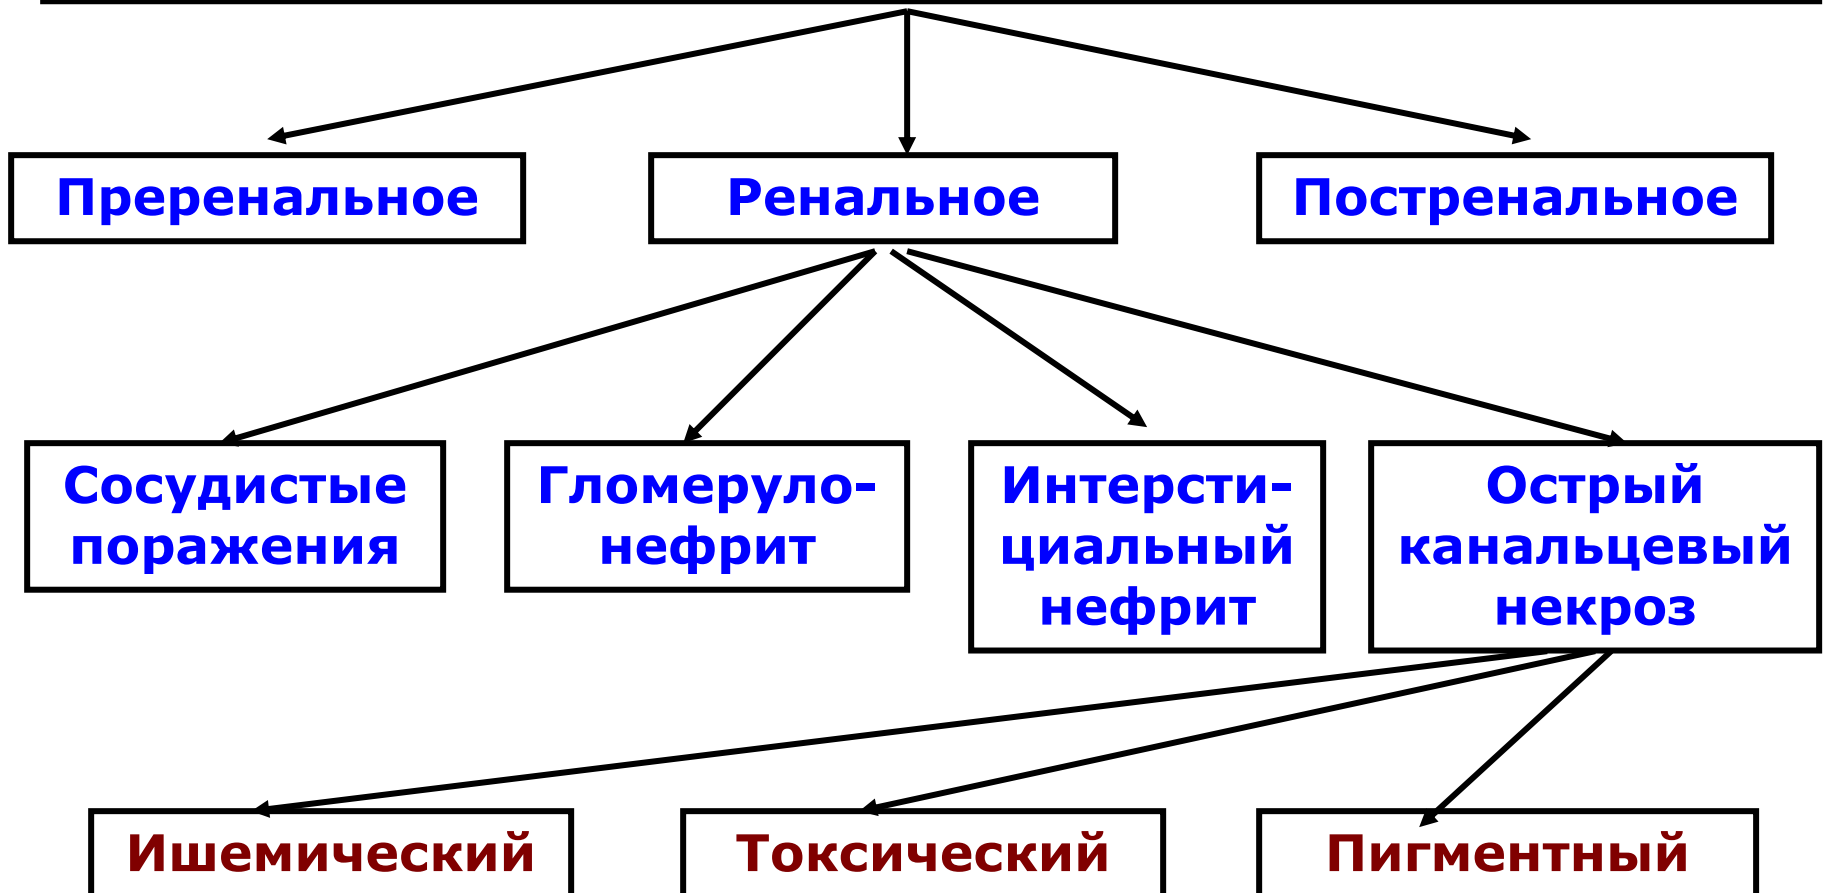 Преренальное
Ренальное
Постренальное
Сосудистые
поражения
Гломеруло-
нефрит
Интерсти-
циальный
нефрит
Острый
канальцевый
некроз
Ишемический
Токсический
Пигментный